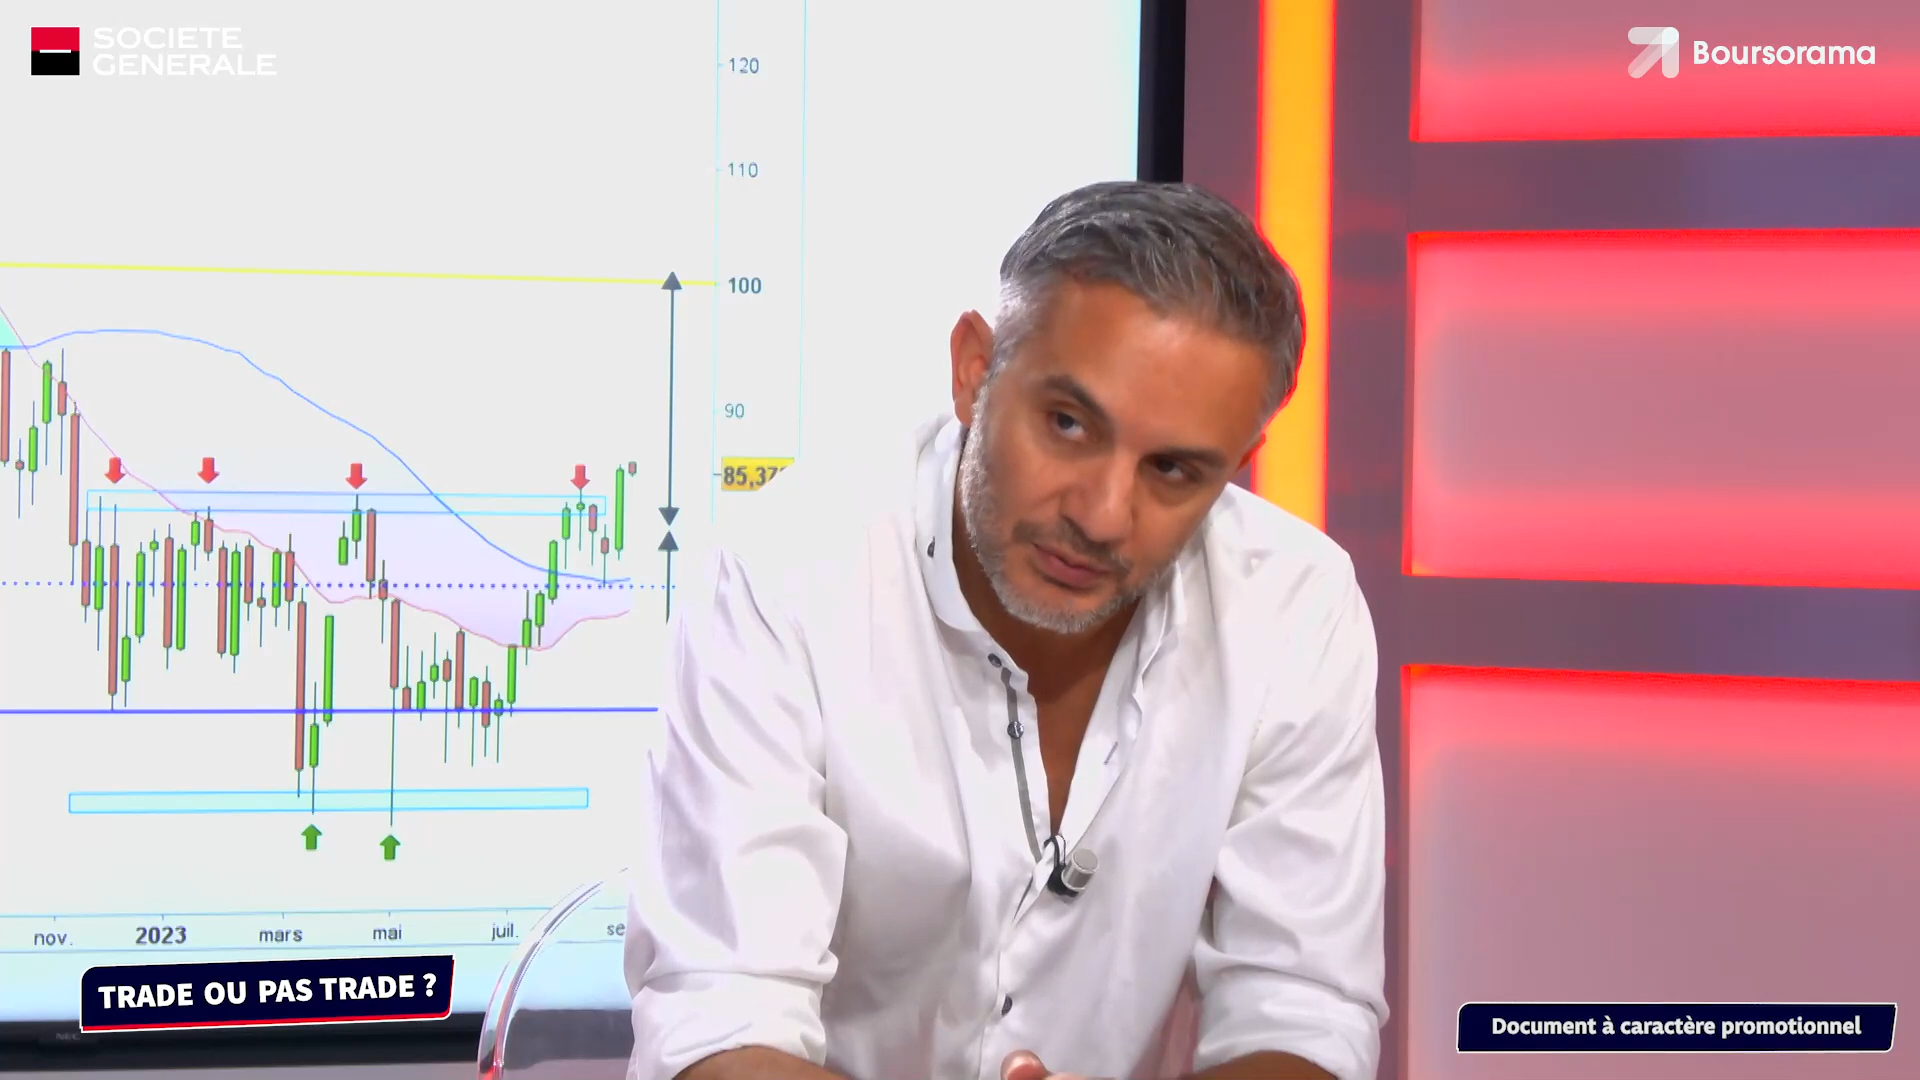 SOCIETE
GENERALE
Boursorama
120
110
100
90
85,37
nov.
2023
mars
mai
juil.
se
TRADE OU PAS TRADE ?
Document à caractère promotionnel